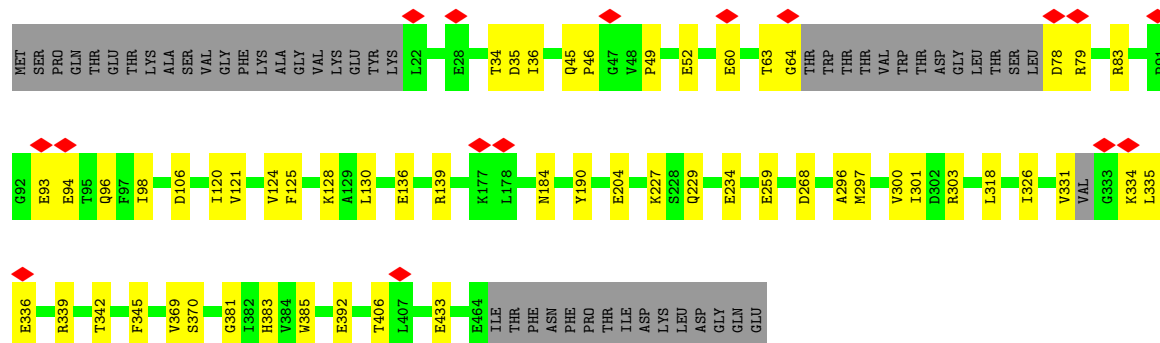 MET SER PRO GLN THR GLU THR LYS ALA SER VAL GLY PHE LYS ALA GLY VAL LYS GLU TYR LYS L22 E28 T34 D35 I36 Q45 P46 G47 V48 P49 E52 E60 T63 G64 THR TRP THR THR VAL TRP THR ASP GLY LEU THR SER LEU D78 R79 R83
G92 E93 E94 T95 Q96 F97 I98 D106 I120 V121 V124 F125 K128 A129 L130 E136 R139 K177 L178 N184 Y190 E204 K227 S228 Q229 E234 E259 D268 A296 M297 V300 I301 D302 R303 L318 I326 V331 VAL G333 K334 L335
E336 R339 T342 F345 V369 S370 G381 I382 H383 V384 W385 E392 T406 L407 E433 E464 ILE THR PHE ASN PHE PRO THR ILE ASP LYS LEU ASP GLY GLN GLU